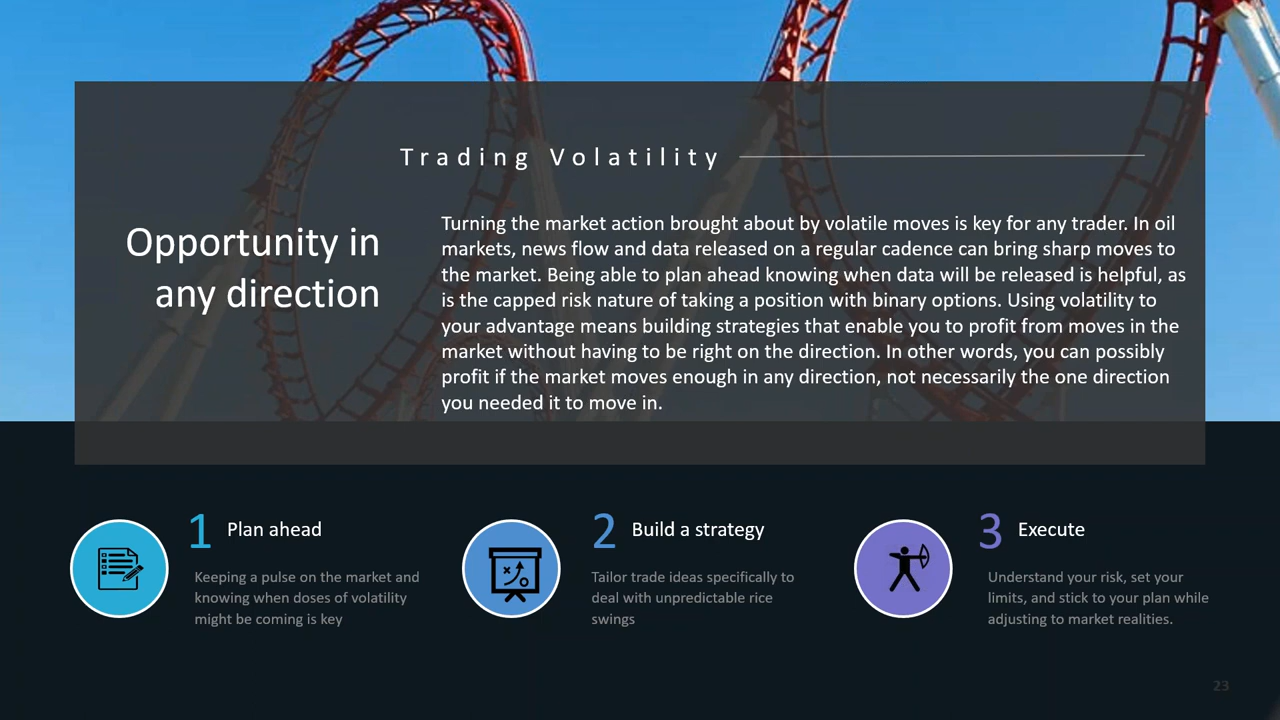 Trading Volatility
Opportunity in
any direction
Turning the market action brought about by volatile moves is key for any trader. In oil
markets, news flow and data released on a regular cadence can bring sharp moves to
the market. Being able to plan ahead knowing when data will be released is helpful, as
is the capped risk nature of taking a position with binary options. Using volatility to
your advantage means building strategies that enable you to profit from moves in the
market without having to be right on the direction. In other words, you can possibly
profit if the market moves enough in any direction, not necessarily the one direction
you needed it to move in.
1 Plan ahead
Keeping a pulse on the market and
knowing when doses of volatility
might be coming is key
2 Build a strategy
Tailor trade ideas specifically to
deal with unpredictable rice
swings
3 Execute
Understand your risk, set your
limits, and stick to your plan while
adjusting to market realities.
23